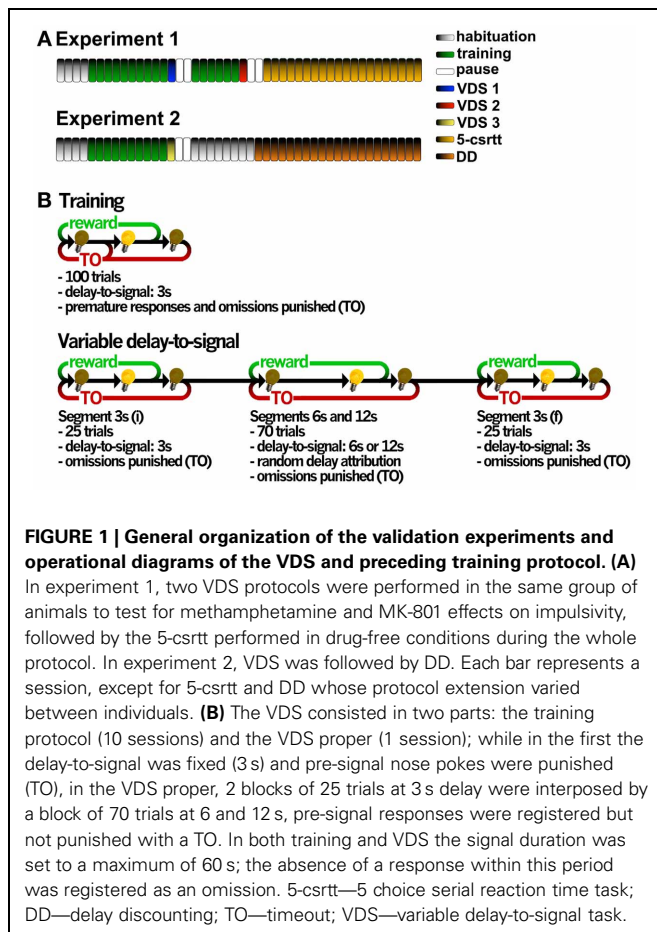 A Experiment 1
habituation
training
pause
VDS 1
VDS 2
VDS 3
5-csrtt
DD
Experiment 2
B Training
reward
TO
- 100 trials
- delay-to-signal: 3s
- premature responses and omissions punished (TO)
Variable delay-to-signal
reward reward reward
TO TO TO
Segment 3s (i)
- 25 trials
- delay-to-signal: 3s
- omissions punished (TO)
Segments 6s and 12s
- 70 trials
- delay-to-signal: 6s or 12s
- random delay attribution
- omissions punished (TO)
Segment 3s (f)
- 25 trials
- delay-to-signal: 3s
- omissions punished (TO)
FIGURE 1 | General organization of the validation experiments and
operational diagrams of the VDS and preceding training protocol. (A)
In experiment 1, two VDS protocols were performed in the same group of
animals to test for methamphetamine and MK-801 effects on impulsivity,
followed by the 5-csrtt performed in drug-free conditions during the whole
protocol. In experiment 2, VDS was followed by DD. Each bar represents a
session, except for 5-csrtt and DD whose protocol extension varied
between individuals. (B) The VDS consisted in two parts: the training
protocol (10 sessions) and the VDS proper (1 session); while in the first the
delay-to-signal was fixed (3 s) and pre-signal nose pokes were punished
(TO), in the VDS proper, 2 blocks of 25 trials at 3 s delay were interposed by
a block of 70 trials at 6 and 12 s, pre-signal responses were registered but
not punished with a TO. In both training and VDS the signal duration was
set to a maximum of 60 s; the absence of a response within this period
was registered as an omission. 5-csrtt—5 choice serial reaction time task;
DD—delay discounting; TO—timeout; VDS—variable delay-to-signal task.